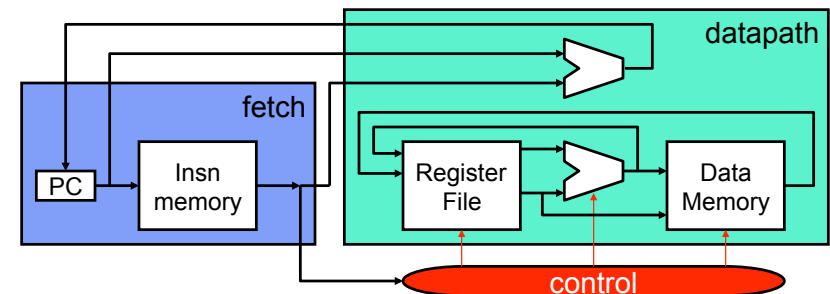 datapath
fetch
PC
Insn
memory
Register
File
Data
Memory
control